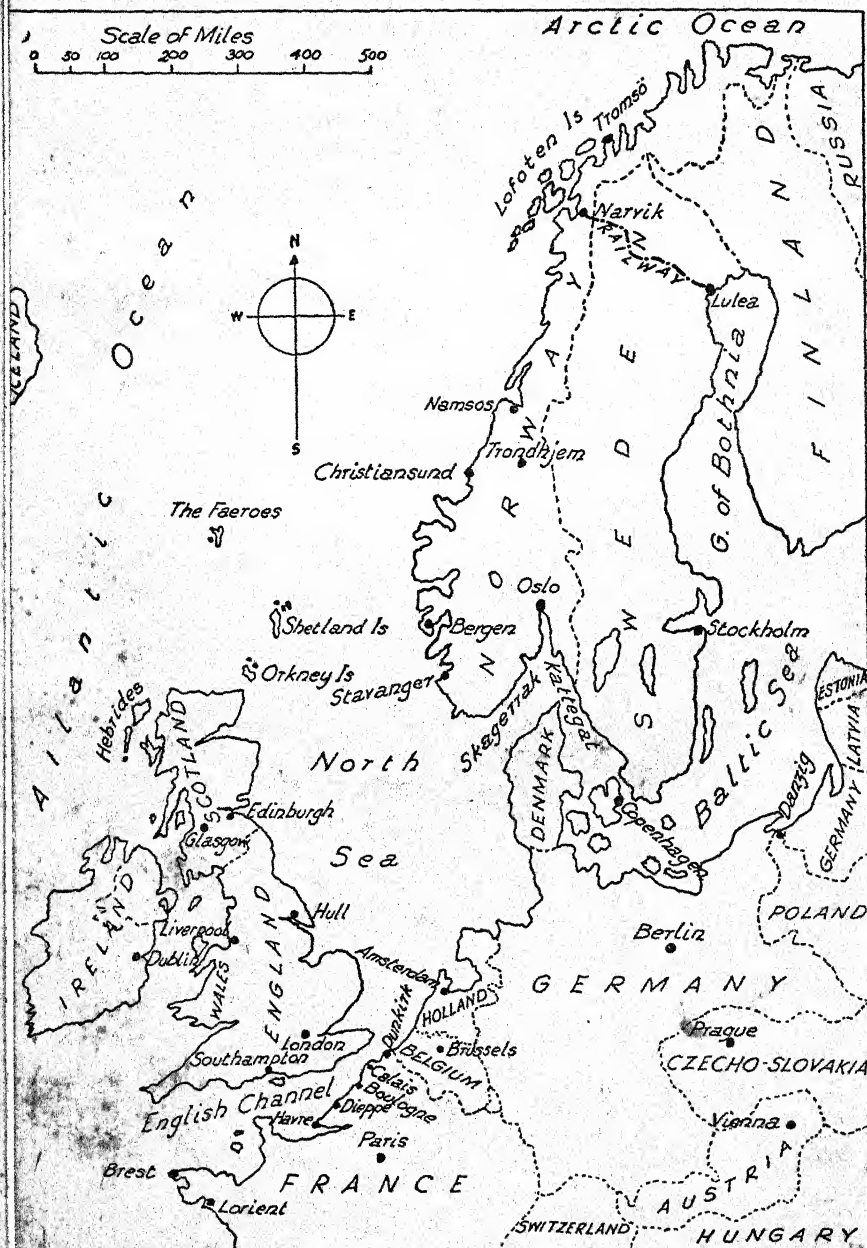 Arctic Ocean
Scale of Miles
0 50 100 200 300 400 500
RUSSIA
Lofoten Is
Tromsö
FINLAND
Narvik
RAILWAY
Lulea
Atlantic Ocean
N
W E
S
ICELAND
NORWAY
SWEDEN
FINLAND
G. of Bothnia
Namsos
Trondhjem
Christiansund
The Faeroes
Oslo
Shetland Is
Bergen
Stockholm
Orkney Is
Stavanger
Skagerrak
Kattegat
Baltic Sea
ESTONIA
LATVIA
Hebrides
SCOTLAND
North
Sea
DENMARK
Copenhagen
Danzig
GERMANY
Edinburgh
Glasgow
POLAND
IRELAND
Hull
Liverpool
Dublin
WALES
ENGLAND
Berlin
GERMANY
Amsterdam
HOLLAND
London
Dunkirk
BELGIUM
Brussels
Southampton
Prague
CZECHO-SLOVAKIA
Calais
Boulogne
English Channel
Dieppe
Havre
Vienna
Paris
Brest
FRANCE
AUSTRIA
Lorient
SWITZERLAND
HUNGARY